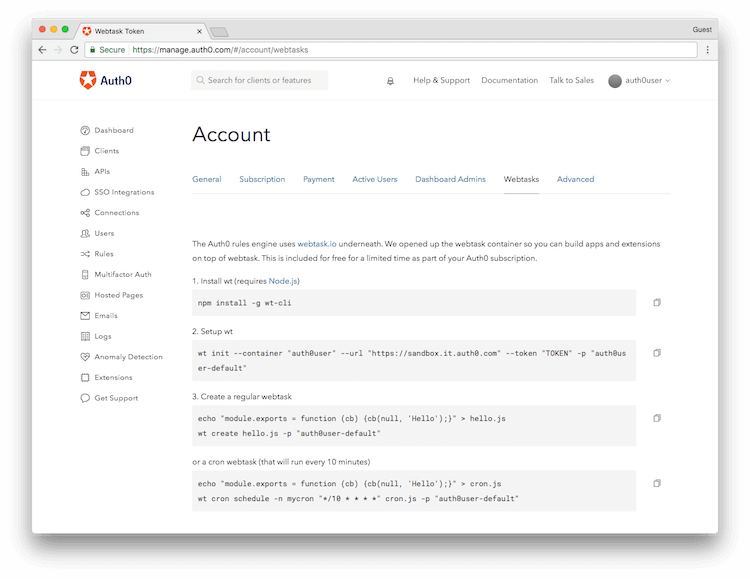 Webtask Token
Guest
Secure https://manage.auth0.com/#/account/webtasks
Auth0
Search for clients or features
Help & Support Documentation Talk to Sales auth0user
Dashboard
Clients
APIs
SSO Integrations
Connections
Users
Rules
Multifactor Auth
Hosted Pages
Emails
Logs
Anomaly Detection
Extensions
Get Support
Account
General Subscription Payment Active Users Dashboard Admins Webtasks Advanced
The Auth0 rules engine uses webtask.io underneath. We opened up the webtask container so you can build apps and extensions
on top of webtask. This is included for free for a limited time as part of your Auth0 subscription.
1. Install wt (requires Node.js)
npm install -g wt-cli
2. Setup wt
wt init --container "auth0user" --url "https://sandbox.it.auth0.com" --token "TOKEN" -p "auth0us
er-default"
3. Create a regular webtask
echo "module.exports = function (cb) {cb(null, 'Hello');}" > hello.js
wt create hello.js -p "auth0user-default"
or a cron webtask (that will run every 10 minutes)
echo "module.exports = function (cb) {cb(null, 'Hello');}" > cron.js
wt cron schedule -n mycron "*/10 * * * *" cron.js -p "auth0user-default"